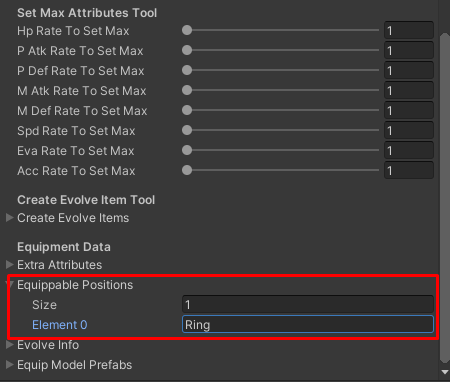 Set Max Attributes Tool
Hp Rate To Set Max 1
P Atk Rate To Set Max 1
P Def Rate To Set Max 1
M Atk Rate To Set Max 1
M Def Rate To Set Max 1
Spd Rate To Set Max 1
Eva Rate To Set Max 1
Acc Rate To Set Max 1
Create Evolve Item Tool
Create Evolve Items
Equipment Data
Extra Attributes
Equippable Positions
Size 1
Element 0 Ring
Evolve Info
Equip Model Prefabs